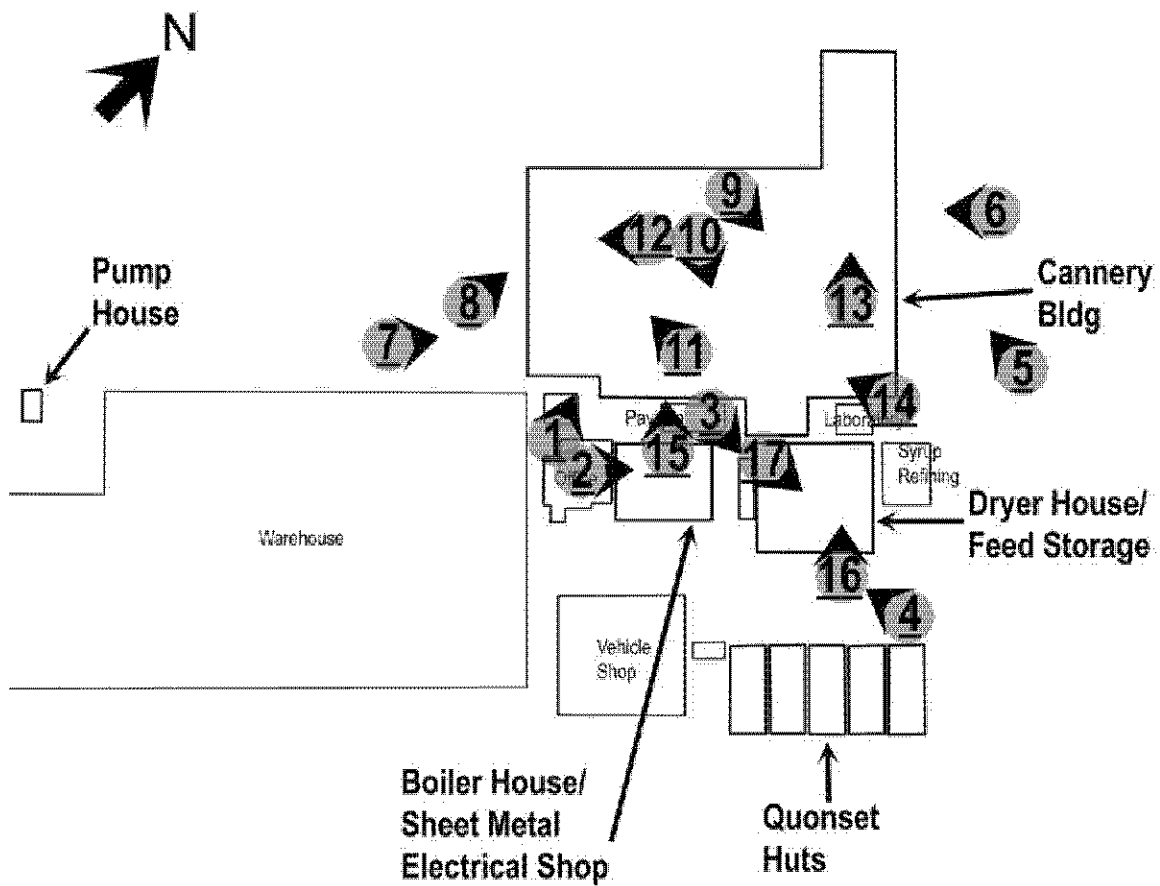 N
9
6
12 10
Pump
House
Cannery
Bldg
8
13
7
11
5
14
3
Laboratory
1
15
2
17
Syrup
Refining
Dryer House/
Feed Storage
Warehouse
16
4
Vehicle
Shop
Boiler House/
Sheet Metal
Electrical Shop
Quonset
Huts